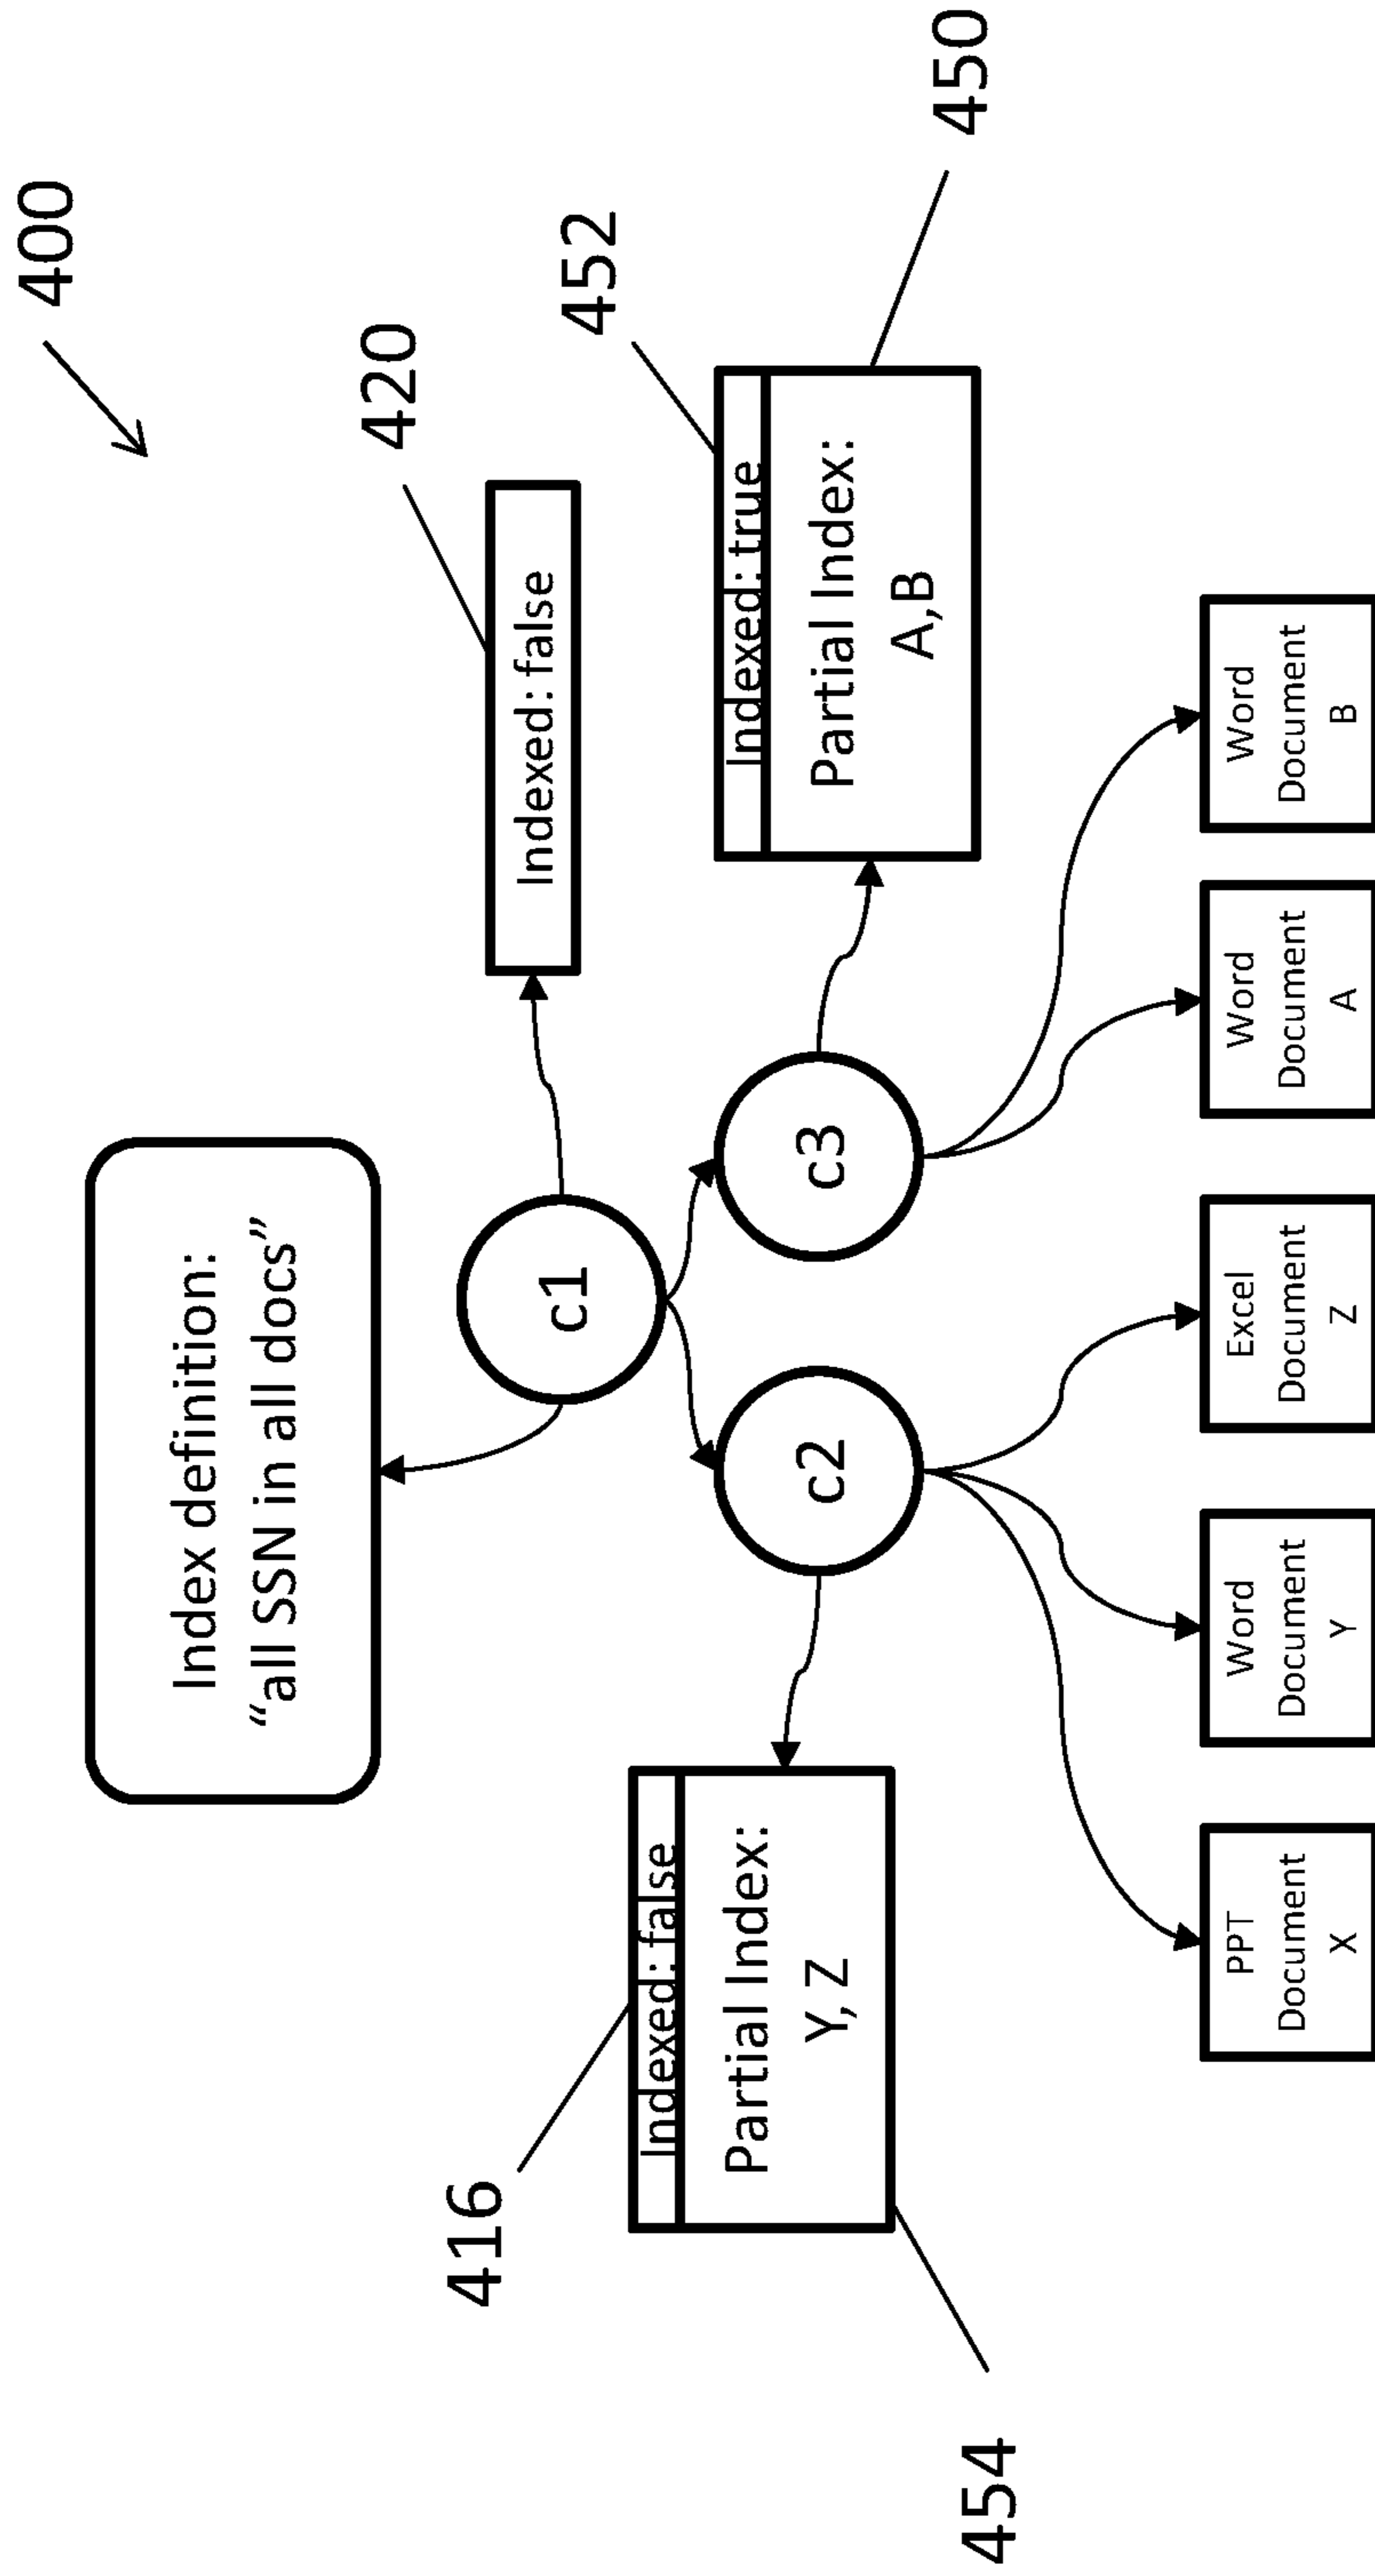 400
Index definition:
“all SSN in all docs”
420
c1
Indexed: false
452
416
Indexed: false
Partial Index:
Y, Z
c2
c3
Indexed: true
Partial Index:
A,B
454
450
PPT
Document
X
Word
Document
Y
Excel
Document
Z
Word
Document
A
Word
Document
B